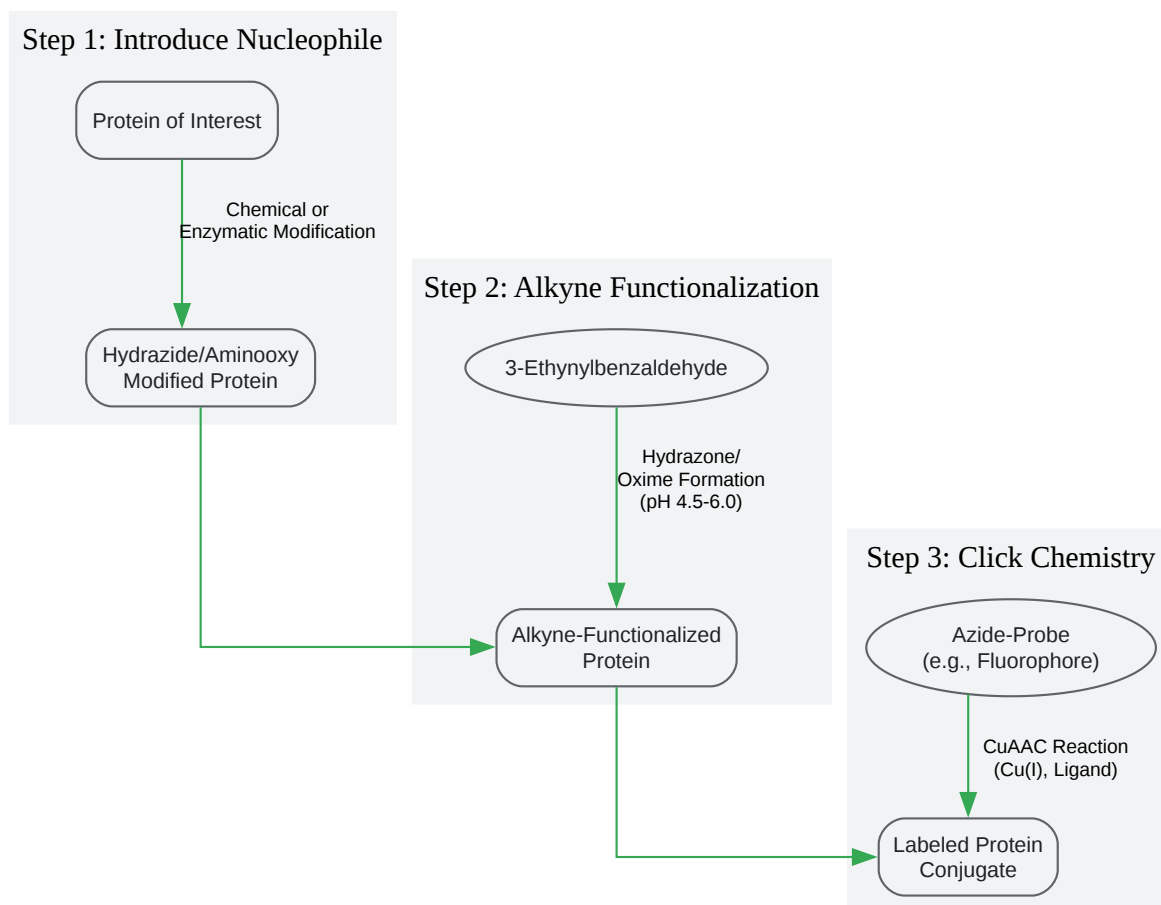 Step 1: Introduce Nucleophile
Protein of Interest
Chemical or
Enzymatic Modification
Hydrazide/Aminooxy
Modified Protein
Step 2: Alkyne Functionalization
3-Ethynylbenzaldehyde
Hydrazone/
Oxime Formation
(pH 4.5-6.0)
Alkyne-Functionalized
Protein
Step 3: Click Chemistry
Azide-Probe
(e.g., Fluorophore)
CuAAC Reaction
(Cu(I), Ligand)
Labeled Protein
Conjugate